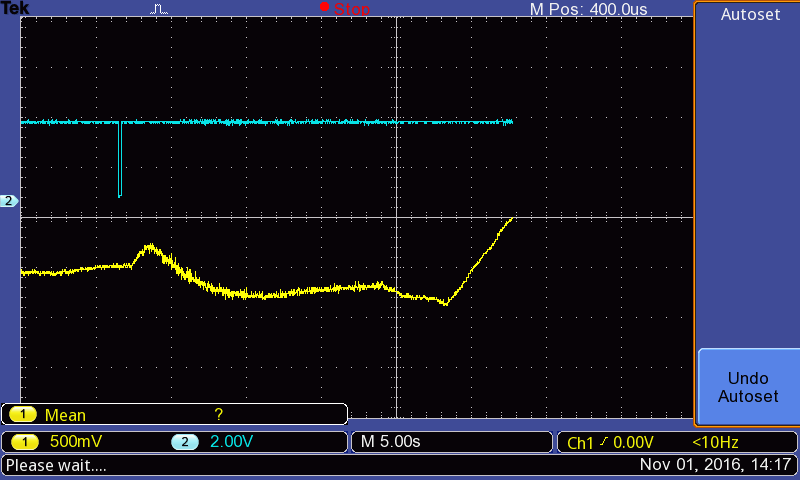 Tek Stop M Pos: 400.0us Autoset
2
Undo
Autoset
1 Mean ?
1 500mV 2 2.00V M 5.00s Ch1 0.00V <10Hz
Please wait.... Nov 01, 2016, 14:17